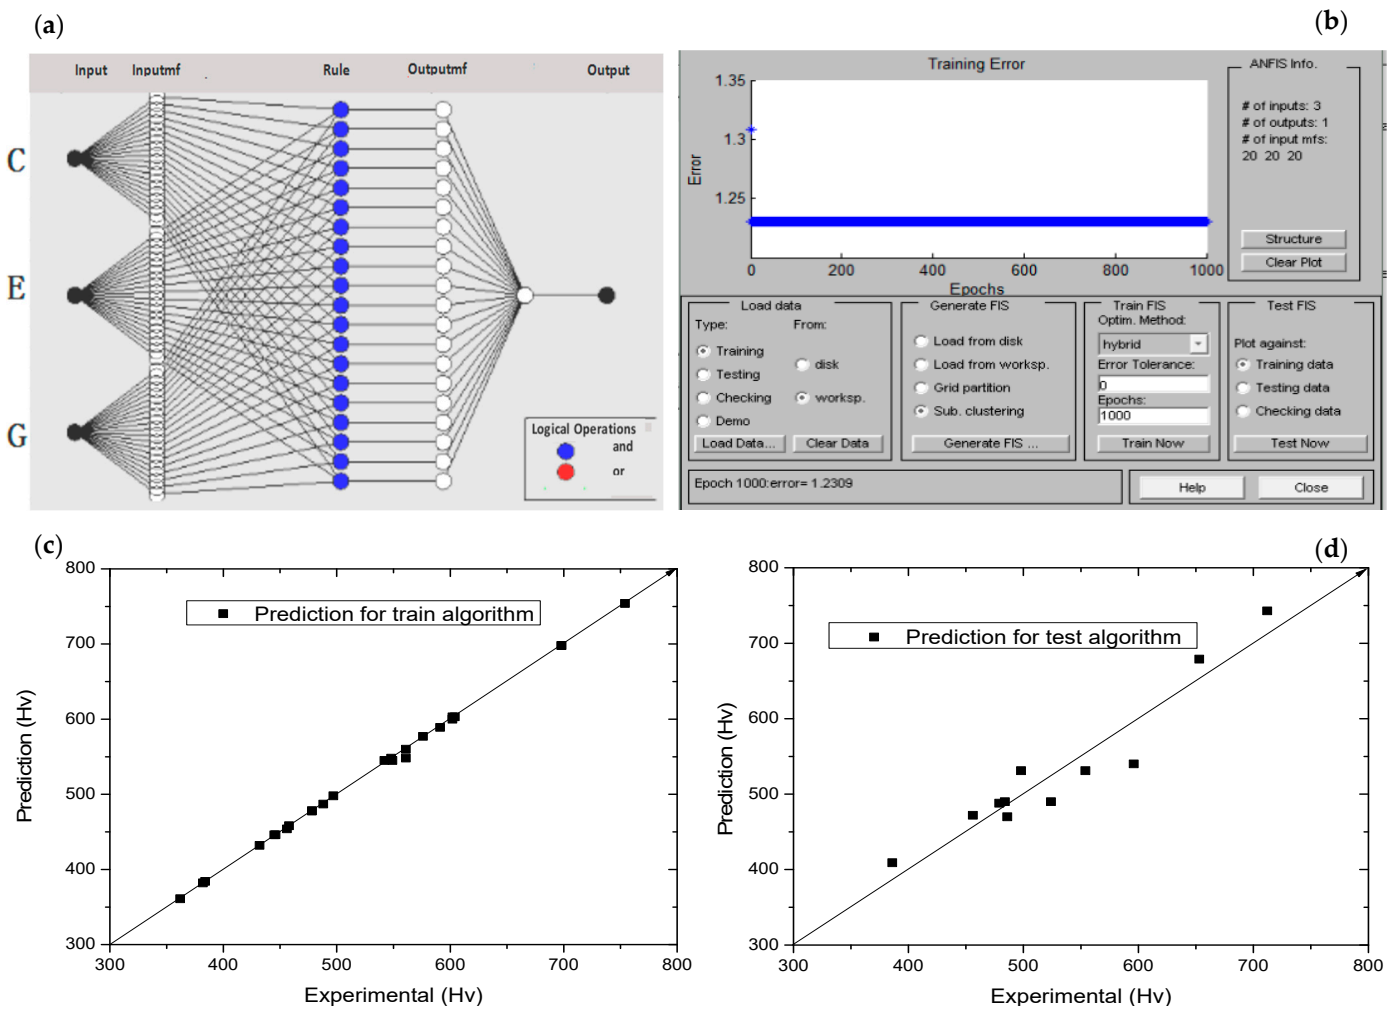 (a)
Input Inputmf Rule Outputmf Output
C
E
G
Logical Operations
and
or
(b)
Training Error
1.35
1.3
1.25
Error
0 200 400 600 800 1000
Epochs
ANFIS Info.
# of inputs: 3
# of outputs: 1
# of input mfs:
20 20 20
Structure
Clear Plot
Load data
Type: From:
Training
Testing
Checking
Demo
disk
worksp.
Load Data... Clear Data
Generate FIS
Load from disk
Load from worksp.
Grid partition
Sub. clustering
Generate FIS ...
Train FIS
Optim. Method:
hybrid
Error Tolerance:
0
Epochs:
1000
Train Now
Test FIS
Plot against:
Training data
Testing data
Checking data
Test Now
Epoch 1000:error= 1.2309
Help Close
(c)
800
700
600
500
400
300
Prediction (Hv)
Prediction for train algorithm
300 400 500 600 700 800
Experimental (Hv)
(d)
800
700
600
500
400
300
Prediction (Hv)
Prediction for test algorithm
300 400 500 600 700 800
Experimental (Hv)